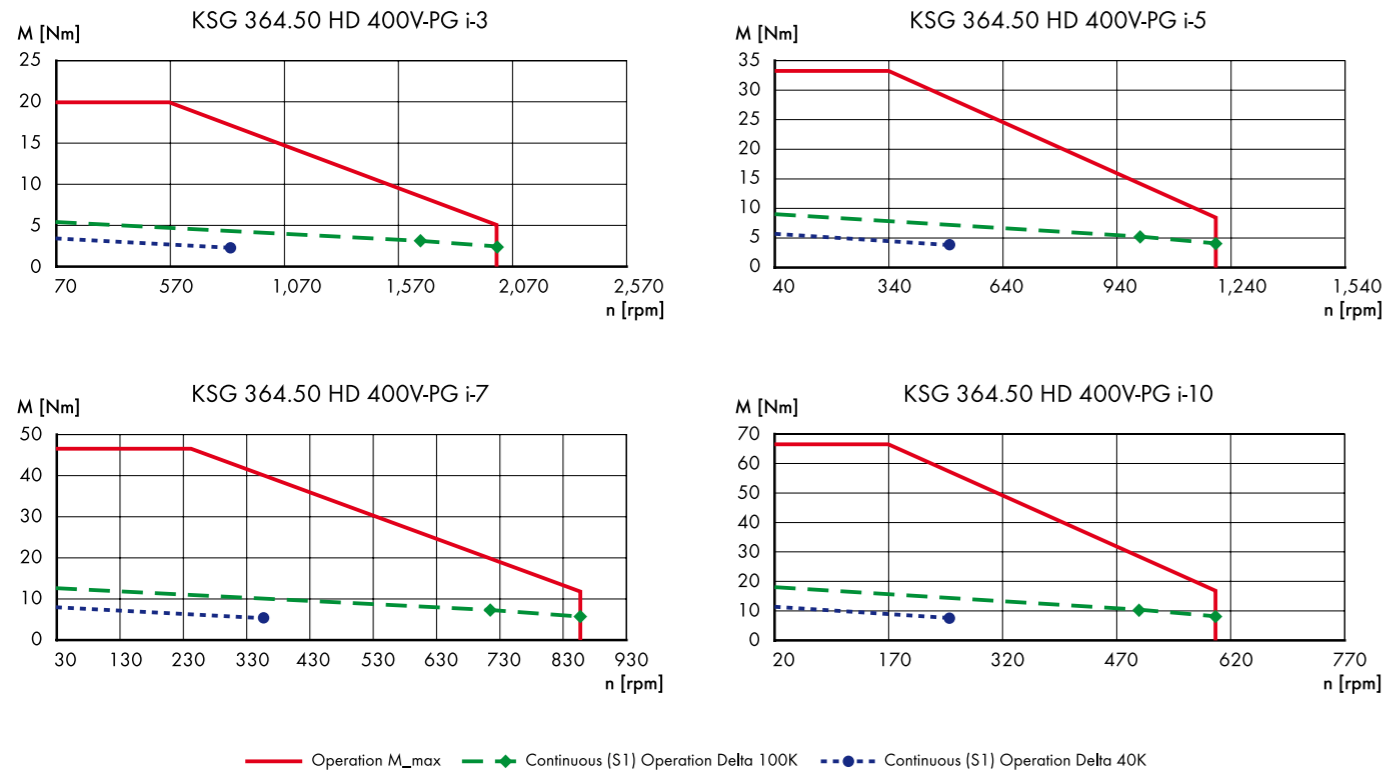 KSG 364.50 HD 400V-PG i-3
M [Nm]
25
20
15
10
5
0
70 570 1,070 1,570 2,070 2,570
n [rpm]
KSG 364.50 HD 400V-PG i-5
M [Nm]
35
30
25
20
15
10
5
0
40 340 640 940 1,240 1,540
n [rpm]
KSG 364.50 HD 400V-PG i-7
M [Nm]
50
40
30
20
10
0
30 130 230 330 430 530 630 730 830 930
n [rpm]
KSG 364.50 HD 400V-PG i-10
M [Nm]
70
60
50
40
30
20
10
0
20 170 320 470 620 770
n [rpm]
Operation M_max Continuous (S1) Operation Delta 100K Continuous (S1) Operation Delta 40K